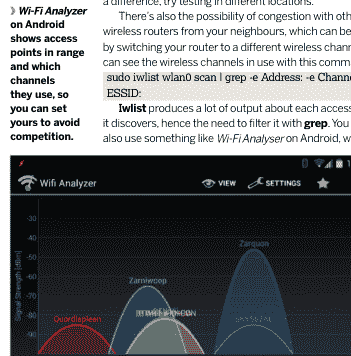 Wi-Fi Analyzer
on Android
shows access
points in range
and which
channels
they use, so
you can set
yours to avoid
competition.
a difference, try testing in different locations.
There's also the possibility of congestion with oth
wireless routers from your neighbours, which can be
by switching your router to a different wireless chann
can see the wireless channels in use with this comm
sudo iwlist wlan0 scan | grep -e Address: -e Channe
ESSID:
Iwlist produces a lot of output about each access
it discovers, hence the need to filter it with grep. You
also use something like Wi-Fi Analyser on Android, w
Wifi Analyzer
VIEW
SETTINGS
Signal Strength [dBm]
-30
-40
-50
-60
-70
-80
-90
Zarquon
Zarniwoop
Quordlepleen